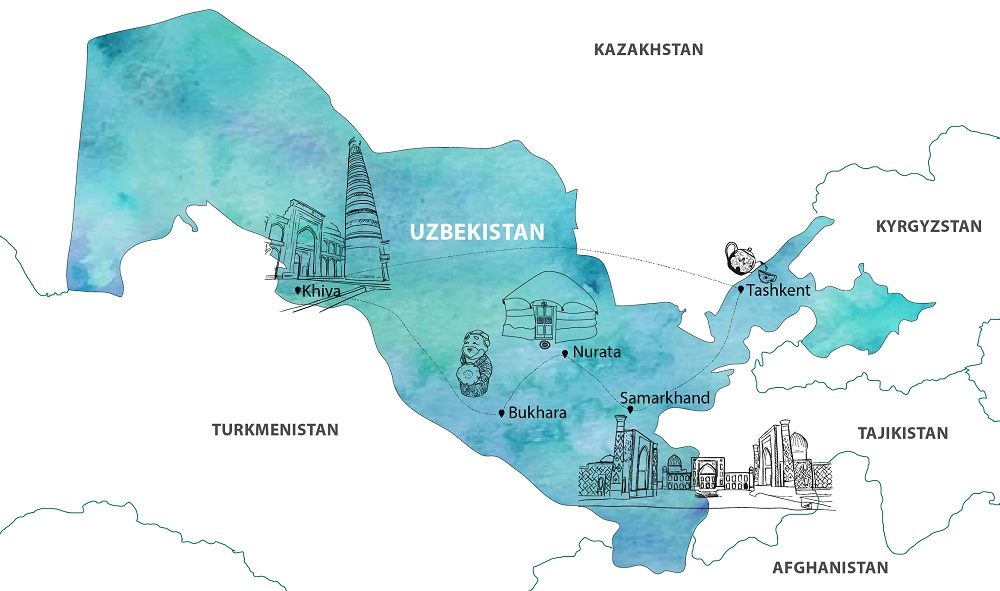 KAZAKHSTAN
KYRGYZSTAN
UZBEKISTAN
Khiva
Tashkent
Nurata
Samarkhand
Bukhara
TURKMENISTAN
TAJIKISTAN
AFGHANISTAN